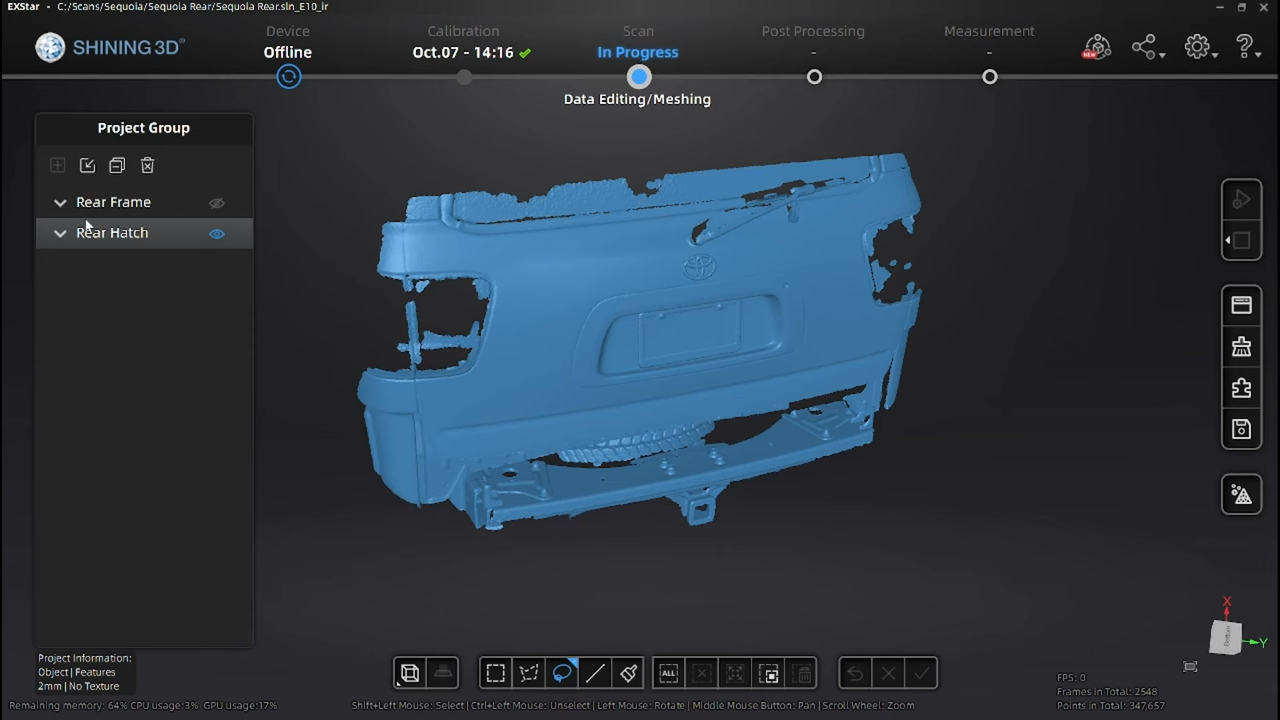 EXStar - C:/Scans/Sequoia/Sequoia Rear/Sequoia Rear.sln_E10_ir
SHINING 3D®
Device
Offline
Calibration
Oct.07 - 14:16
Scan
In Progress
Post Processing
-
Measurement
-
NEW
Data Editing/Meshing
Project Group
Rear Frame
Rear Hatch
X
Y
Bottom
Project Information:
Object | Features
2mm | No Texture
ALL
FPS: 0
Frames in Total: 2548
Points in Total: 347,657
Remaining memory: 64% CPU usage:3% GPU usage:17%
Shift+Left Mouse: Select | Ctrl+Left Mouse: Unselect | Left Mouse: Rotate | Middle Mouse Button: Pan | Scroll Wheel: Zoom